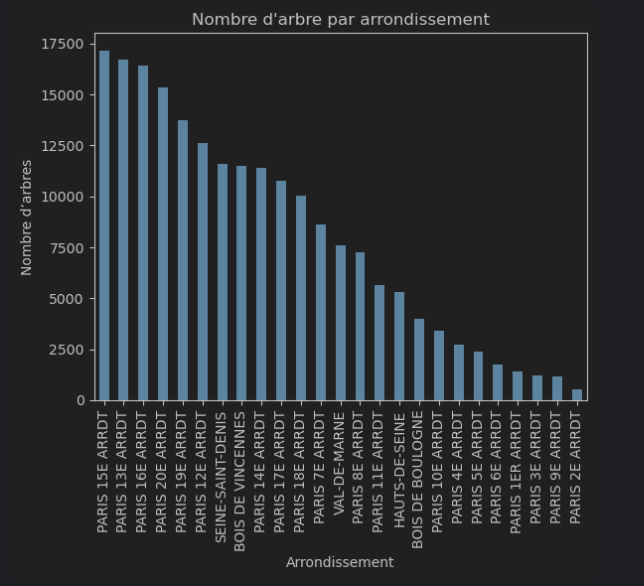 Nombre d'arbre par arrondissement
Nombre d'arbres
17500
15000
12500
10000
7500
5000
2500
0
PARIS 15E ARRDT
PARIS 13E ARRDT
PARIS 16E ARRDT
PARIS 20E ARRDT
PARIS 19E ARRDT
PARIS 12E ARRDT
SEINE-SAINT-DENIS
BOIS DE VINCENNES
PARIS 14E ARRDT
PARIS 17E ARRDT
PARIS 18E ARRDT
PARIS 7E ARRDT
VAL-DE-MARNE
PARIS 8E ARRDT
PARIS 11E ARRDT
HAUTS-DE-SEINE
BOIS DE BOULOGNE
PARIS 10E ARRDT
PARIS 4E ARRDT
PARIS 5E ARRDT
PARIS 6E ARRDT
PARIS 1ER ARRDT
PARIS 3E ARRDT
PARIS 9E ARRDT
PARIS 2E ARRDT
Arrondissement